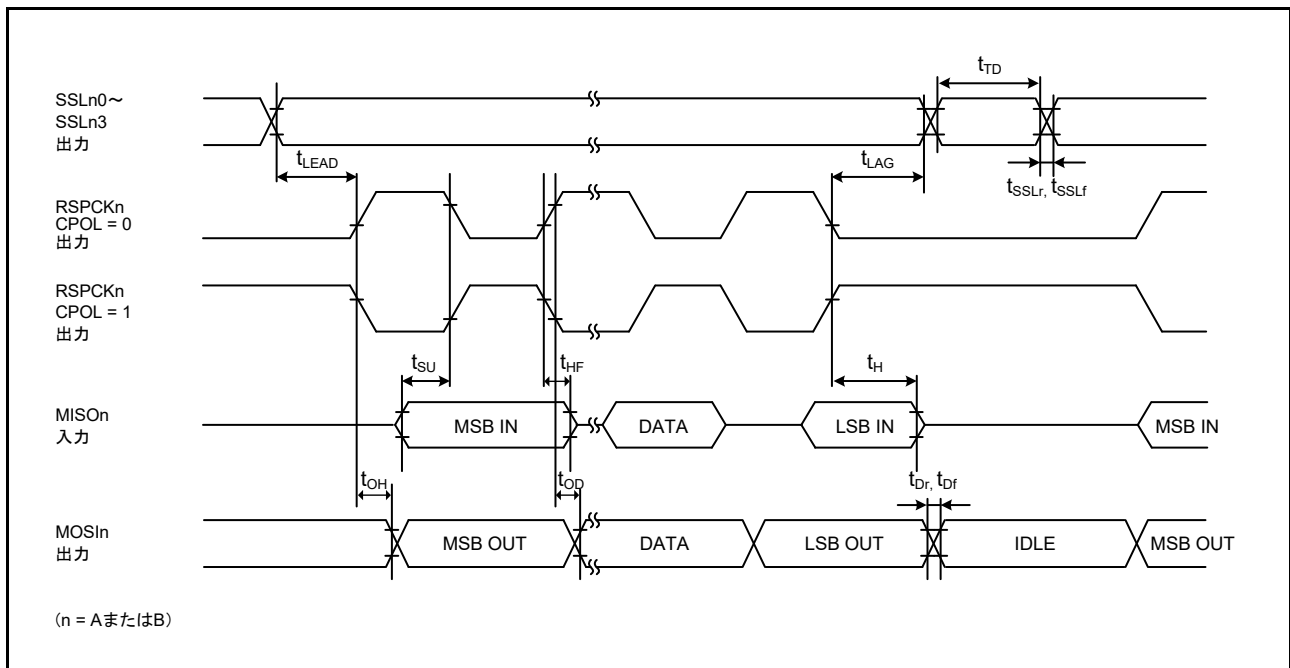 SSLn0～
SSLn3
出力
tTD
tLEAD
tLAG
tSSLr, tSSLf
RSPCKn
CPOL = 0
出力
RSPCKn
CPOL = 1
出力
tSU
tHF
tH
MISOn
入力
MSB IN
DATA
LSB IN
MSB IN
tOH
tOD
tDr, tDf
MOSIn
出力
MSB OUT
DATA
LSB OUT
IDLE
MSB OUT
（n = AまたはB）